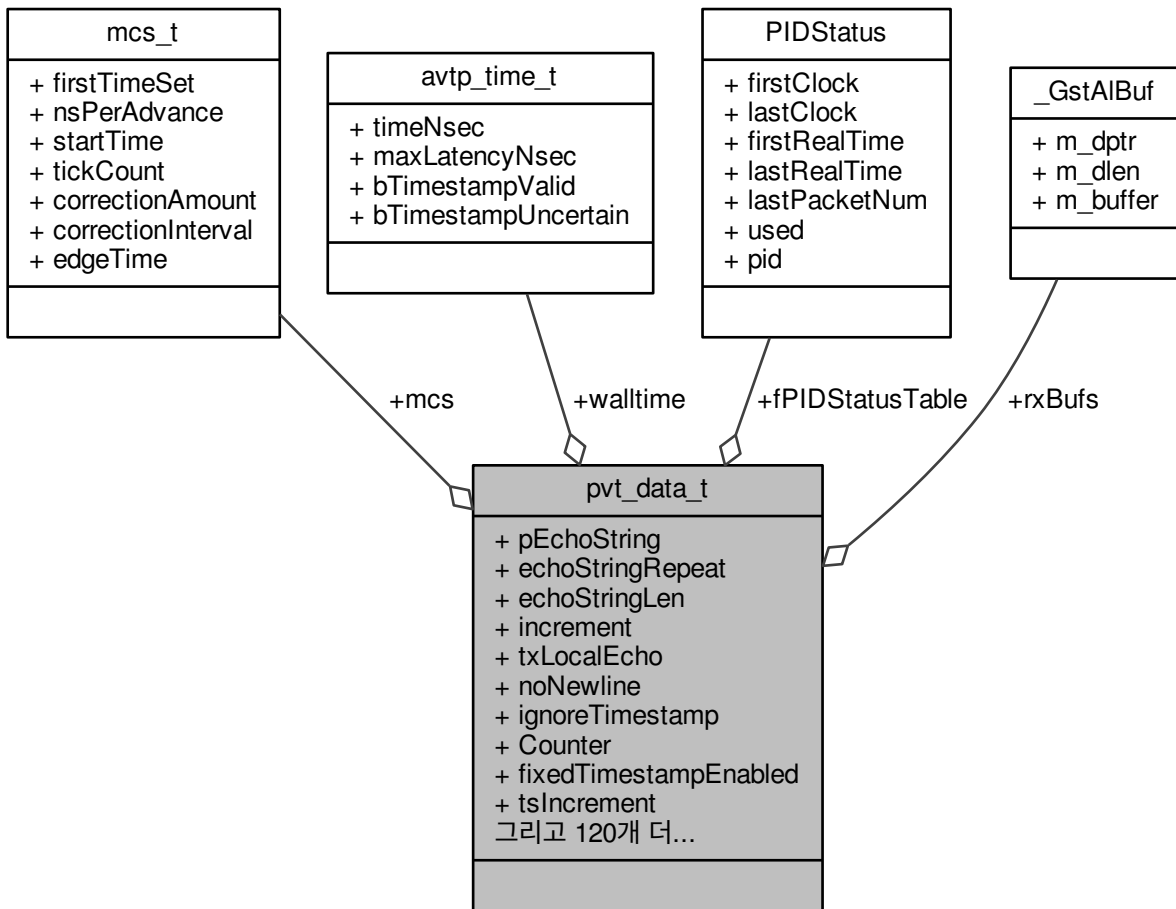 mcs_t
+ firstTimeSet
+ nsPerAdvance
+ startTime
+ tickCount
+ correctionAmount
+ correctionInterval
+ edgeTime
avtp_time_t
+ timeNsec
+ maxLatencyNsec
+ bTimestampValid
+ bTimestampUncertain
PIDStatus
+ firstClock
+ lastClock
+ firstRealTime
+ lastRealTime
+ lastPacketNum
+ used
+ pid
_GstAlBuf
+ m_dptr
+ m_dlen
+ m_buffer
+mcs
+walltime
+fPIDStatusTable
+rxBufs
pvt_data_t
+ pEchoString
+ echoStringRepeat
+ echoStringLen
+ increment
+ txLocalEcho
+ noNewline
+ ignoreTimestamp
+ Counter
+ fixedTimestampEnabled
+ tsIncrement
그리고 120개 더...